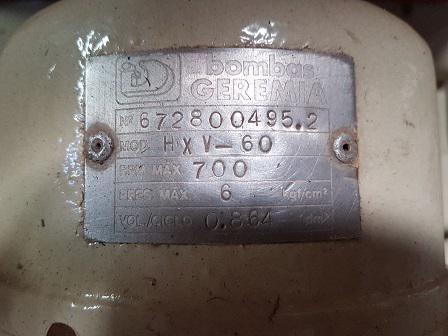 bombas
GEREMIA
Nº 672800495.2
MOD. HXV-60
RPM MAX 700
PRES MAX. 6 kgf/cm²
VOL./CICLO 0.864 dm³